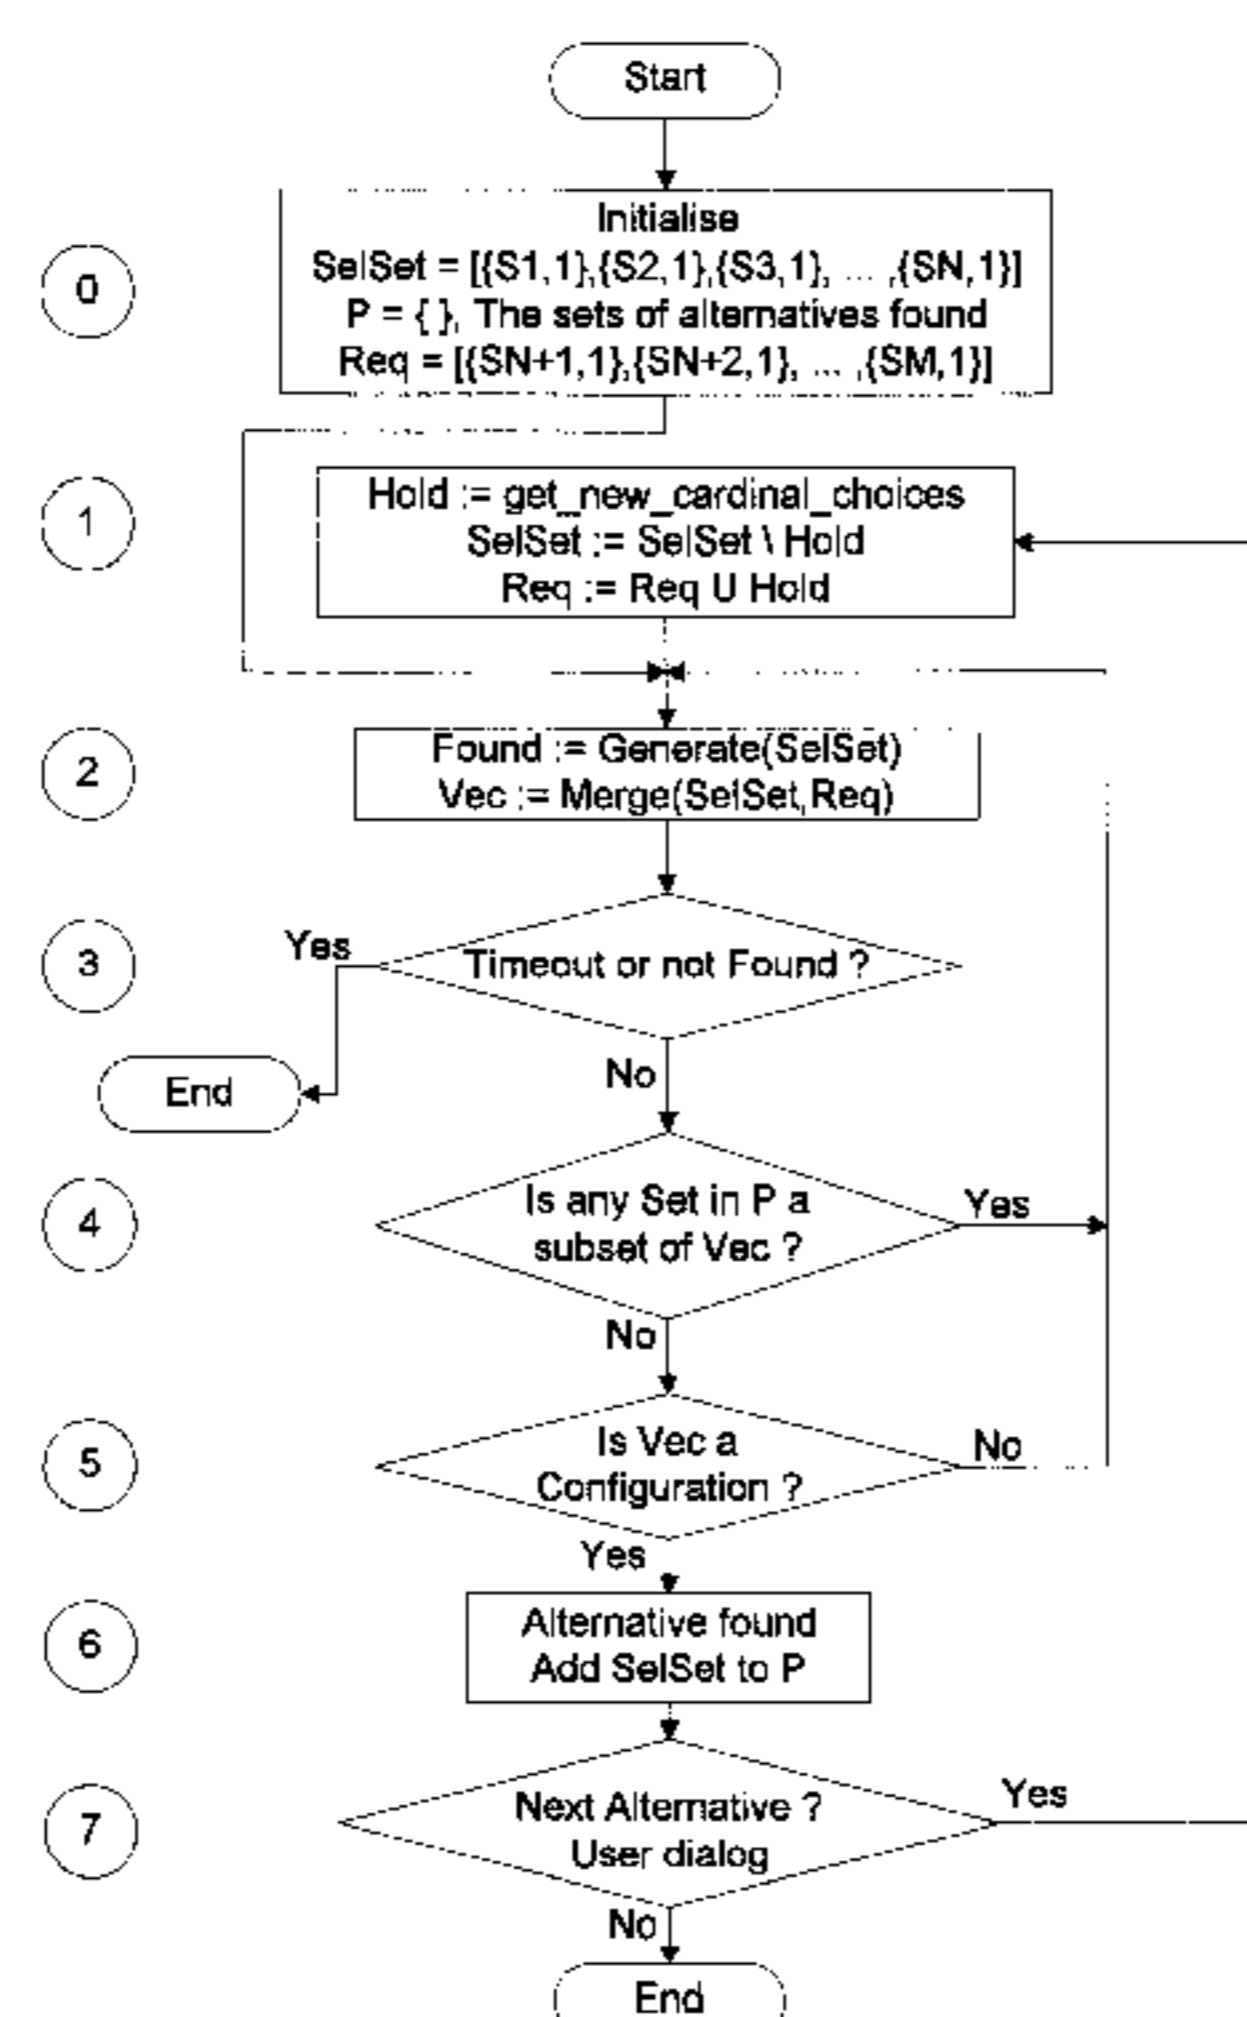 Start
0
Initialise
SelSet = [{S1,1},{S2,1},{S3,1}, ... ,{SN,1}]
P = { }, The sets of alternatives found
Req = [{SN+1,1},{SN+2,1}, ... ,{SM,1}]
1
Hold := get_new_cardinal_choices
SelSet := SelSet \ Hold
Req := Req U Hold
2
Found := Generate(SelSet)
Vec := Merge(SelSet,Req)
3
Yes
Timeout or not Found ?
End
No
4
Is any Set in P a
subset of Vec ?
Yes
No
5
Is Vec a
Configuration ?
No
Yes
6
Alternative found
Add SelSet to P
7
Next Alternative ?
User dialog
Yes
No
End